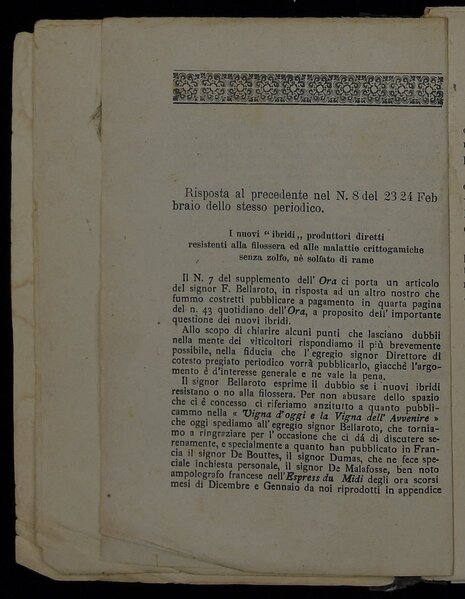 Risposta al precedente nel N. 8 del 23 24 Feb
braio dello stesso periodico.
I nuovi " ibridi „ produttori diretti
resistenti alla filossera ed alle malattie crittogamiche
senza zolfo, nè solfato di rame
Il N. 7 del supplemento dell' Ora ci porta un articolo
del signor F. Bellaroto, in risposta ad un altro nostro che
fummo costretti pubblicare a pagamento in quarta pagina
del n. 43 quotidiano dell'Ora, a proposito dell' importante
questione dei nuovi ibridi.
Allo scopo di chiarire alcuni punti che lasciano dubbii
nella mente dei viticoltori rispondiamo il più brevemente
possibile, nella fiducia che l'egregio signor Direttore di
cotesto pregiato periodico vorrà pubblicarlo, giacchè l'argo-
mento è d'interesse generale e ne vale la pena.
Il signor Bellaroto esprime il dubbio se i nuovi ibridi
resistano o no alla filossera. Per non abusare dello spazio
che ci é concesso ci riferiamo anzitutto a quanto pubbli-
cammo nella « Vigna d'oggi e la Vigna dell' Avvenire »
che oggi spediamo all'egregio signor Bellaroto, che tornia-
mo a ringraziare per l'occasione che ci dá di discutere se-
renamente, e specialmente a quanto han pubblicato in Fran-
cia il signor De Bouttes, il signor Dumas, che ne fece spe-
ciale inchiesta personale, il signor De Malafosse, ben noto
ampolografo francese nell'Espress du Midi degli ora scorsi
mesi di Dicembre e Gennaio da noi riprodotti in appendice